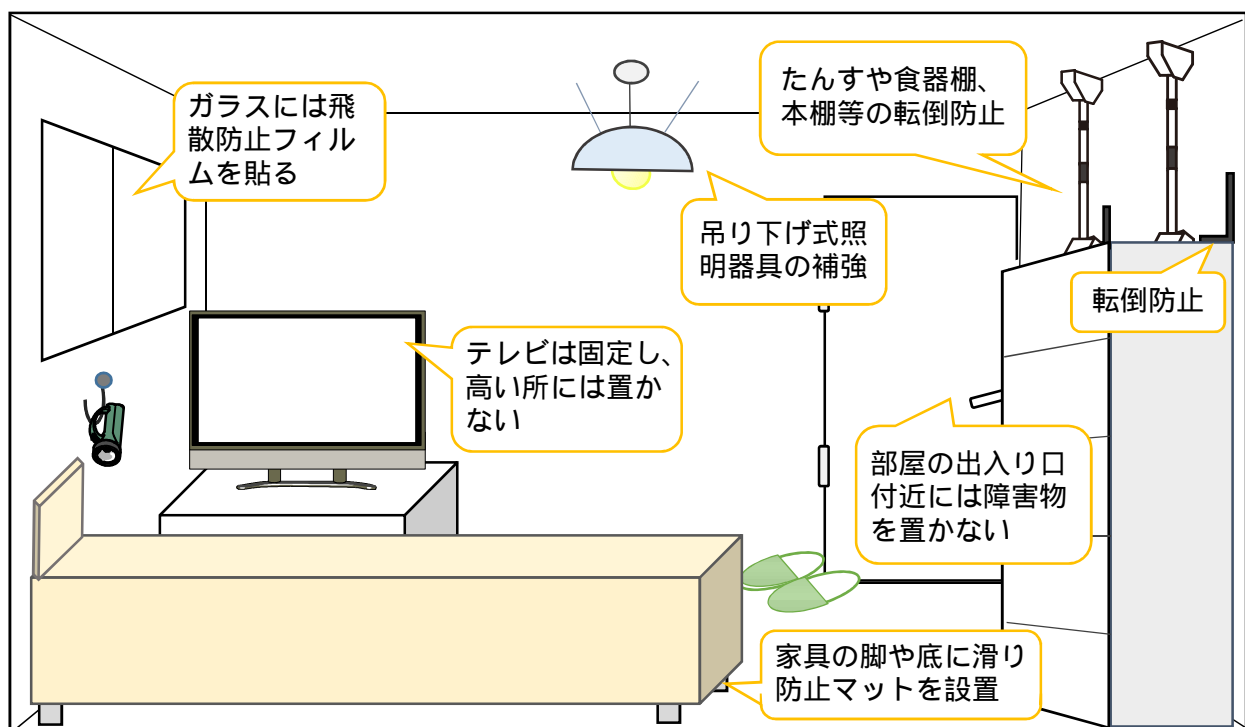 ガラスには飛
散防止フィル
ムを貼る
たんすや食器棚、
本棚等の転倒防止
吊り下げ式照
明器具の補強
転倒防止
テレビは固定し、
高い所には置か
ない
部屋の出入り口
付近には障害物
を置かない
家具の脚や底に滑り
防止マットを設置